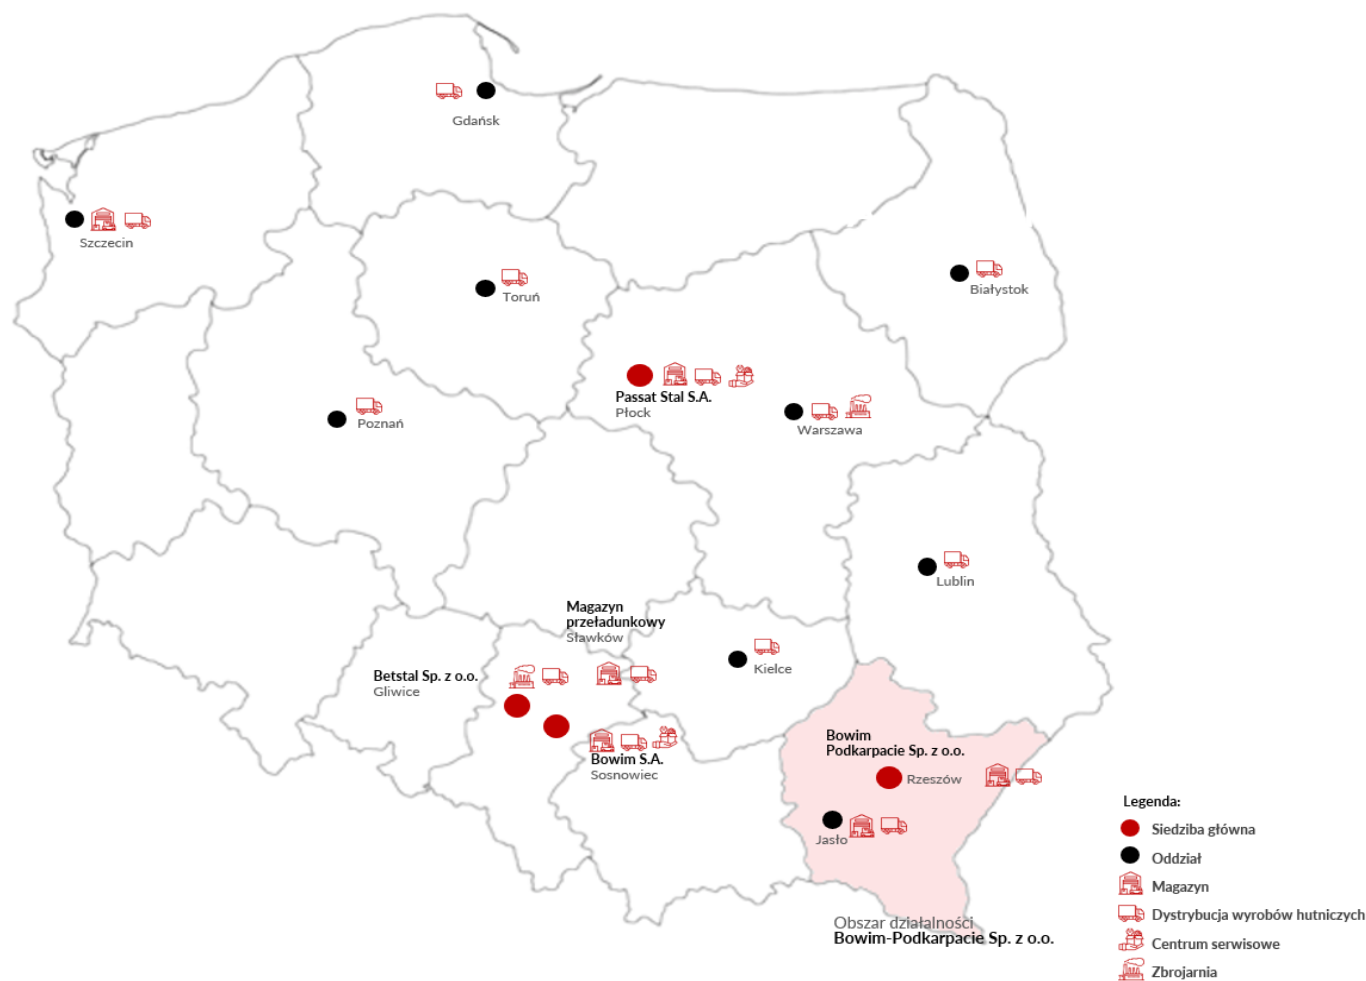 Gdańsk
Szczecin
Toruń
Białystok
Passat Stal S.A.
Płock
Poznań
Warszawa
Lublin
Magazyn
przeładunkowy
Sławków
Kielce
Betstal Sp. z o.o.
Gliwice
Bowim S.A.
Sosnowiec
Bowim
Podkarpacie Sp. z o.o.
Rzeszów
Jasło
Obszar działalności
Bowim-Podkarpacie Sp. z o.o.
Legenda:
Siedziba główna
Oddział
Magazyn
Dystrybucja wyrobów hutniczych
Centrum serwisowe
Zbrojarnia